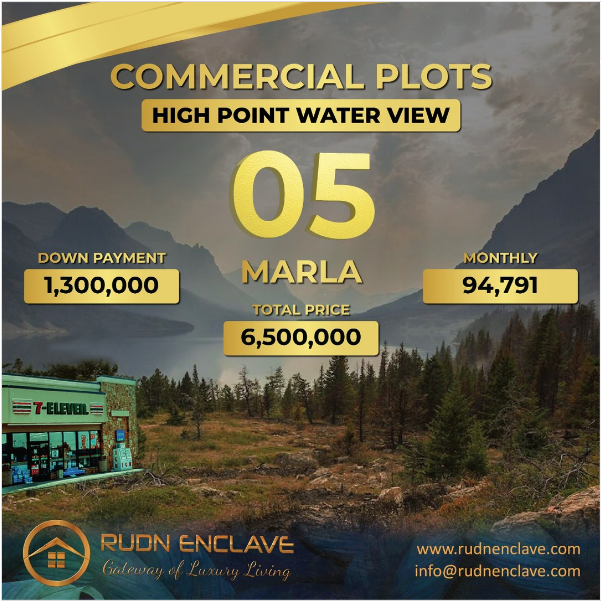 COMMERCIAL PLOTS
HIGH POINT WATER VIEW
05
MARLA
DOWN PAYMENT
1,300,000
TOTAL PRICE
6,500,000
MONTHLY
94,791
7-ELEVEIL
RUDN ENCLAVE
Gateway of Luxury Living
www.rudnenclave.com
info@rudnenclave.com